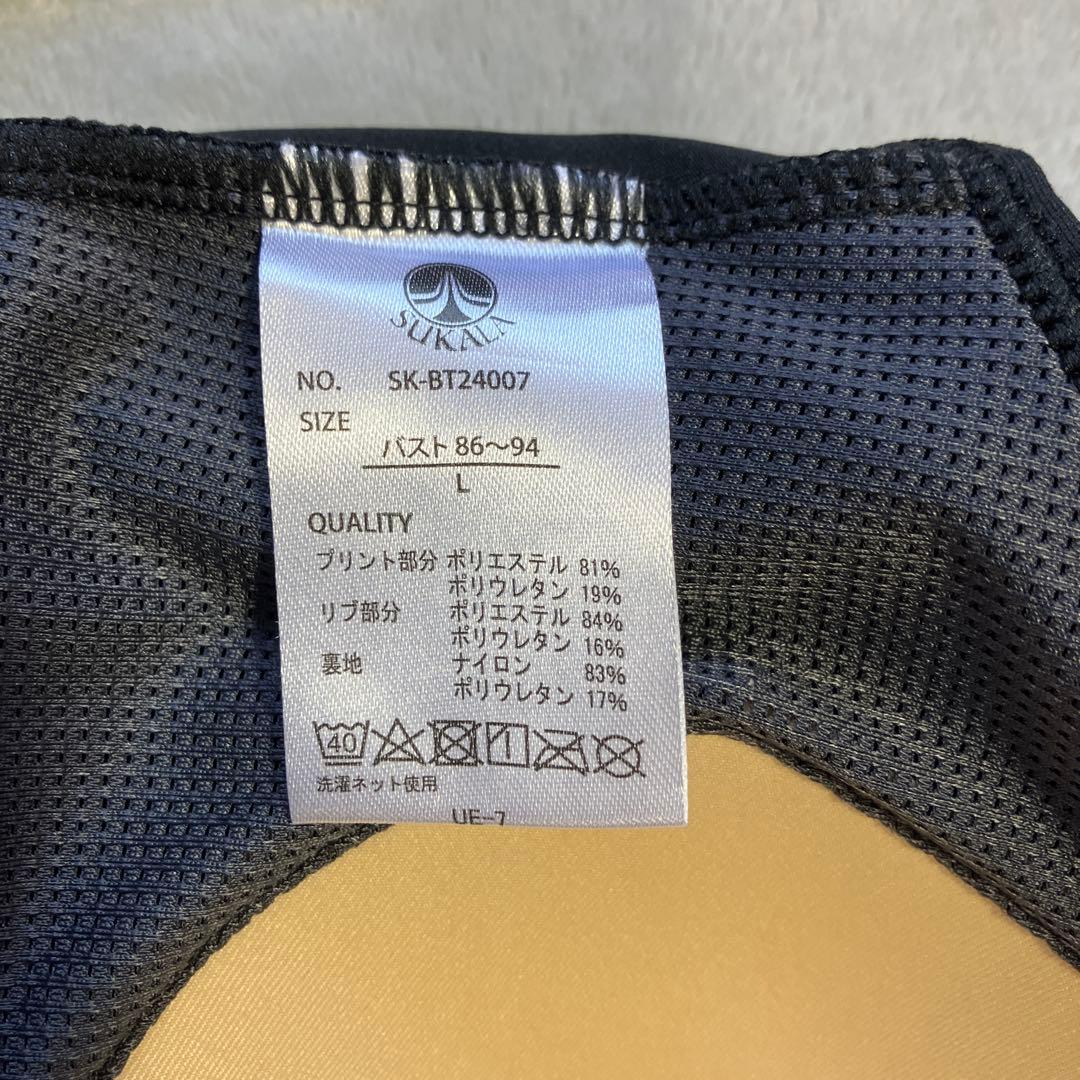 SUKALA
NO. SK-BT24007
SIZE
バスト 86～94
L
QUALITY
プリント部分 ポリエステル 81%
ポリウレタン 19%
リブ部分 ポリエステル 84%
ポリウレタン 16%
裏地 ナイロン 83%
ポリウレタン 17%
40
洗濯ネット使用
UE-7